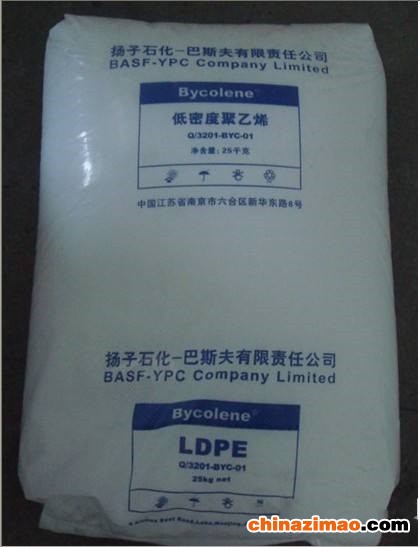 扬子石化-巴斯夫有限责任公司
BASF-YPC Company Limited
Bycolene®
低密度聚乙烯
Q/3201-BYC-01
净含量:25千克
中国江苏省南京市六合区新华东路8号
扬子石化-巴斯夫有限责任公司
BASF-YPC Company Limited
Bycolene®
LDPE
Q/3201-BYC-01
25kg net
East Road,
chinazimao.com